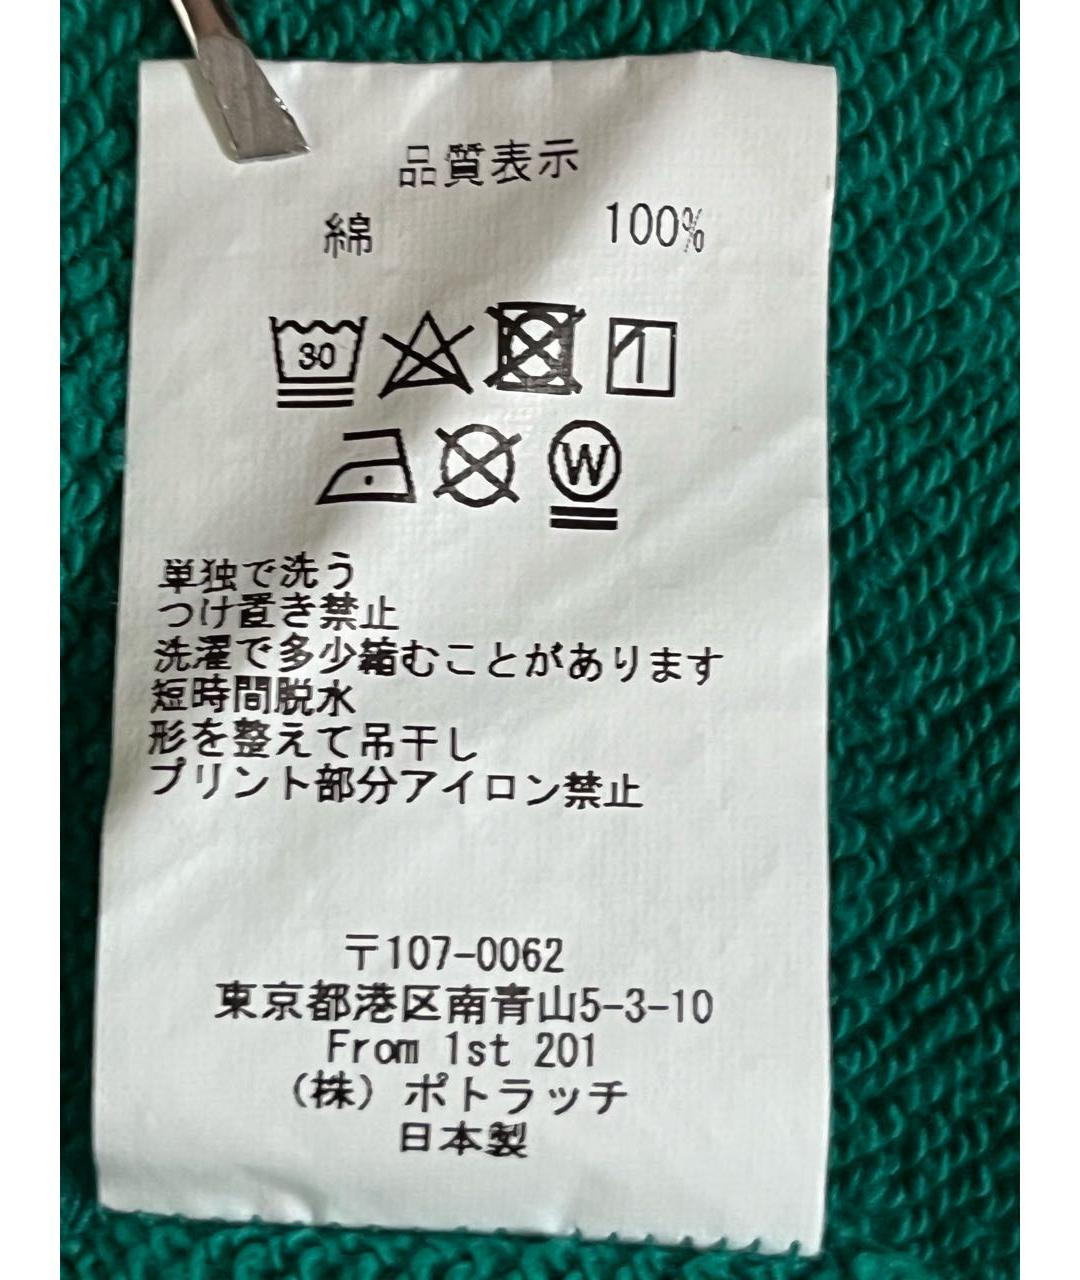 品質表示
綿 100%
30
W
単独で洗う
つけ置き禁止
洗濯で多少縮むことがあります
短時間脱水
形を整えて吊干し
プリント部分アイロン禁止
〒107-0062
東京都港区南青山5-3-10
From 1st 201
(株) ポトラッチ
日本製